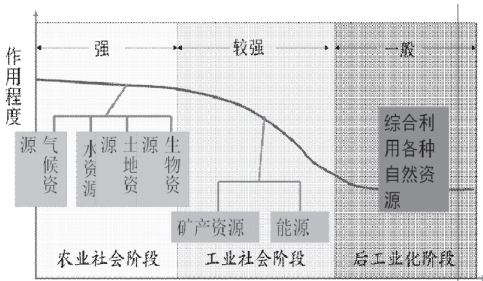 强
较强
一般
作用程度
气候资源
水资源
土地资源
生物资源
综合利
用各种
自然资
源
矿产资源
能源
农业社会阶段
工业社会阶段
后工业化阶段